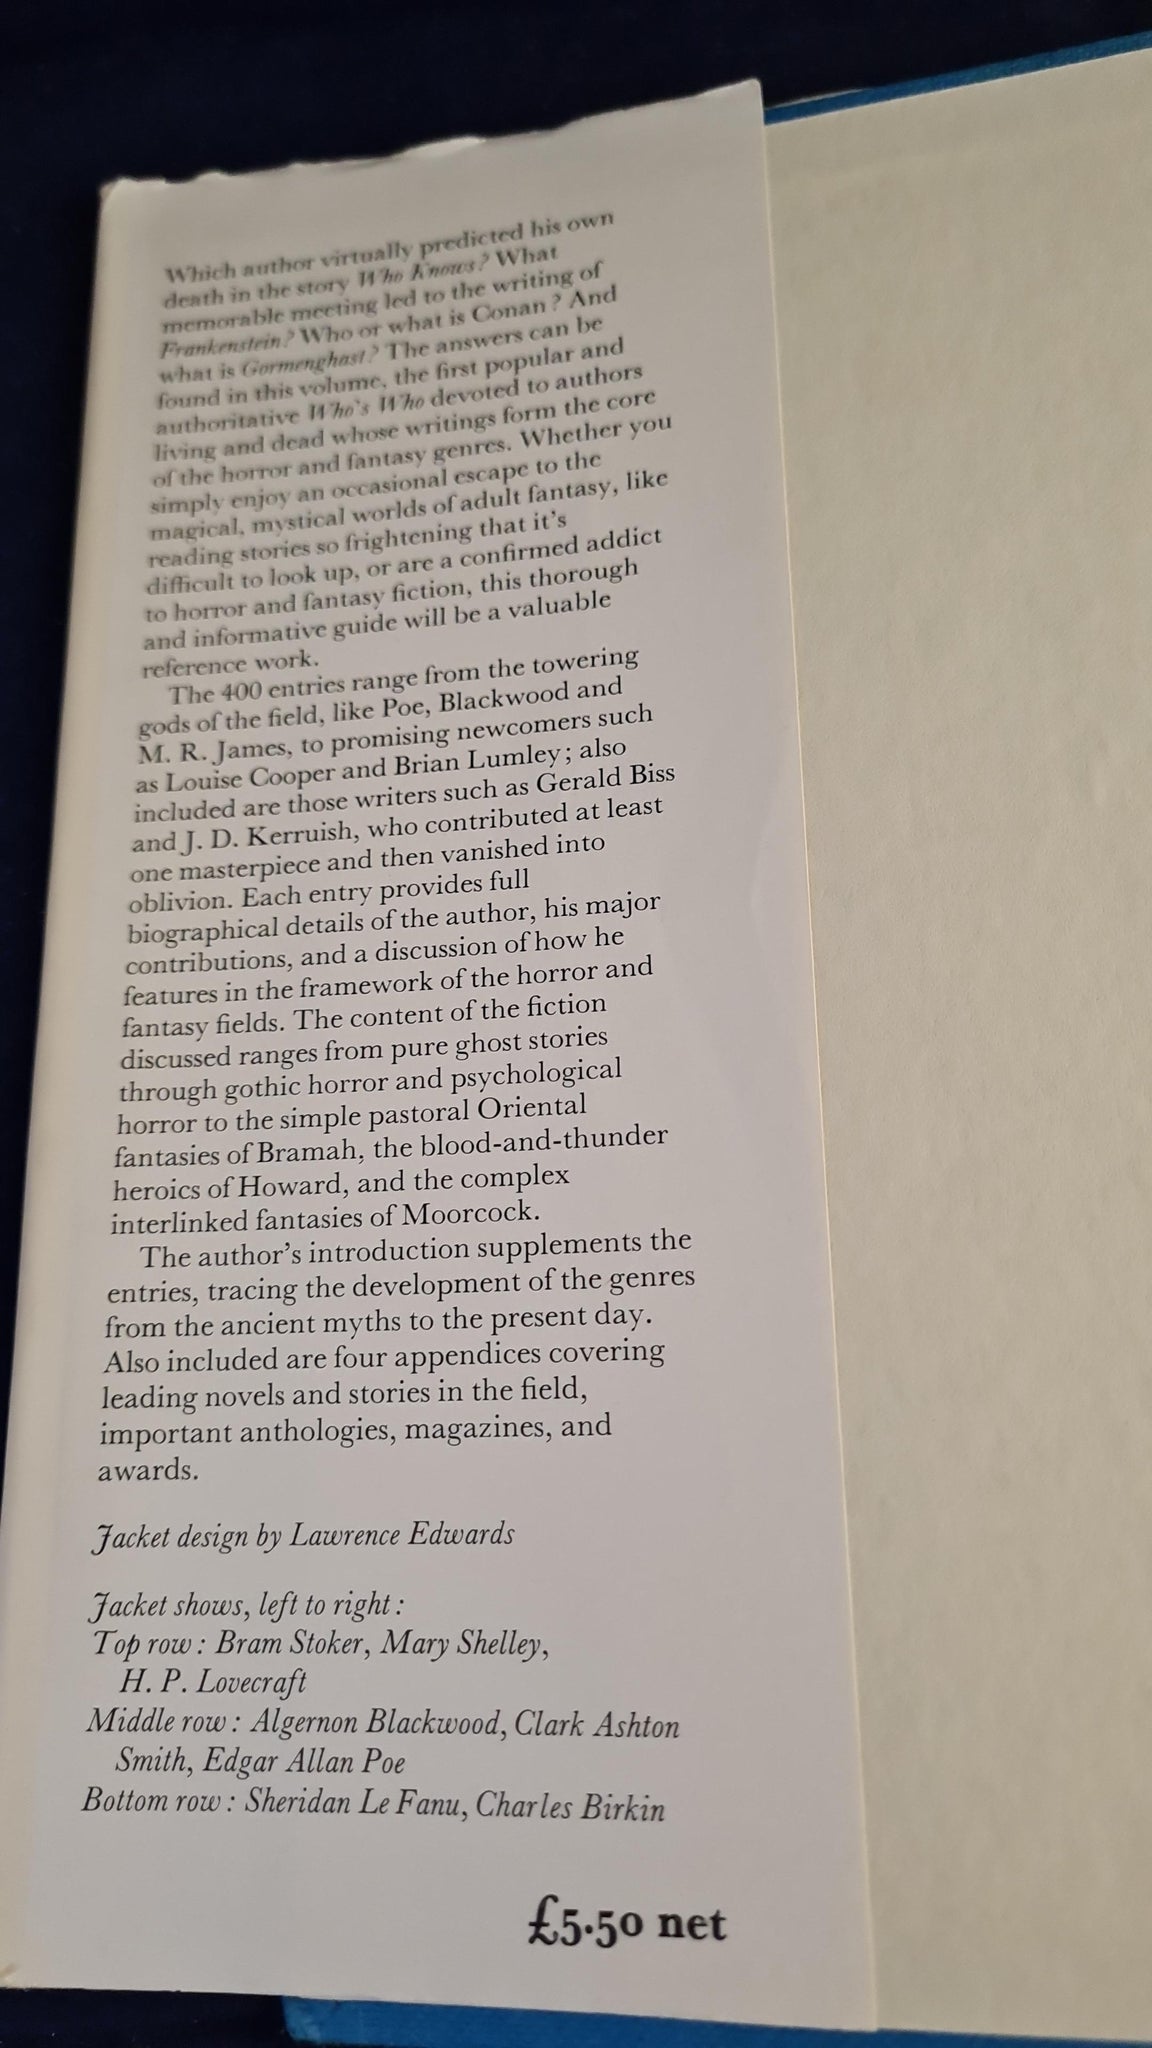 Which author virtually predicted his own
death in the story Who Knows? What
memorable meeting led to the writing of
Frankenstein? Who or what is Conan? And
what is Gormenghast? The answers can be
found in this volume, the first popular and
authoritative Who's Who devoted to authors
living and dead whose writings form the core
of the horror and fantasy genres. Whether you
simply enjoy an occasional escape to the
magical, mystical worlds of adult fantasy, like
reading stories so frightening that it's
difficult to look up, or are a confirmed addict
to horror and fantasy fiction, this thorough
and informative guide will be a valuable
reference work.
The 400 entries range from the towering
gods of the field, like Poe, Blackwood and
M. R. James, to promising newcomers such
as Louise Cooper and Brian Lumley; also
included are those writers such as Gerald Biss
and J. D. Kerruish, who contributed at least
one masterpiece and then vanished into
oblivion. Each entry provides full
biographical details of the author, his major
contributions, and a discussion of how he
features in the framework of the horror and
fantasy fields. The content of the fiction
discussed ranges from pure ghost stories
through gothic horror and psychological
horror to the simple pastoral Oriental
fantasies of Bramah, the blood-and-thunder
heroics of Howard, and the complex
interlinked fantasies of Moorcock.
The author's introduction supplements the
entries, tracing the development of the genres
from the ancient myths to the present day.
Also included are four appendices covering
leading novels and stories in the field,
important anthologies, magazines, and
awards.
Jacket design by Lawrence Edwards
Jacket shows, left to right:
Top row: Bram Stoker, Mary Shelley,
H. P. Lovecraft
Middle row: Algernon Blackwood, Clark Ashton
Smith, Edgar Allan Poe
Bottom row: Sheridan Le Fanu, Charles Birkin
£5·50 net